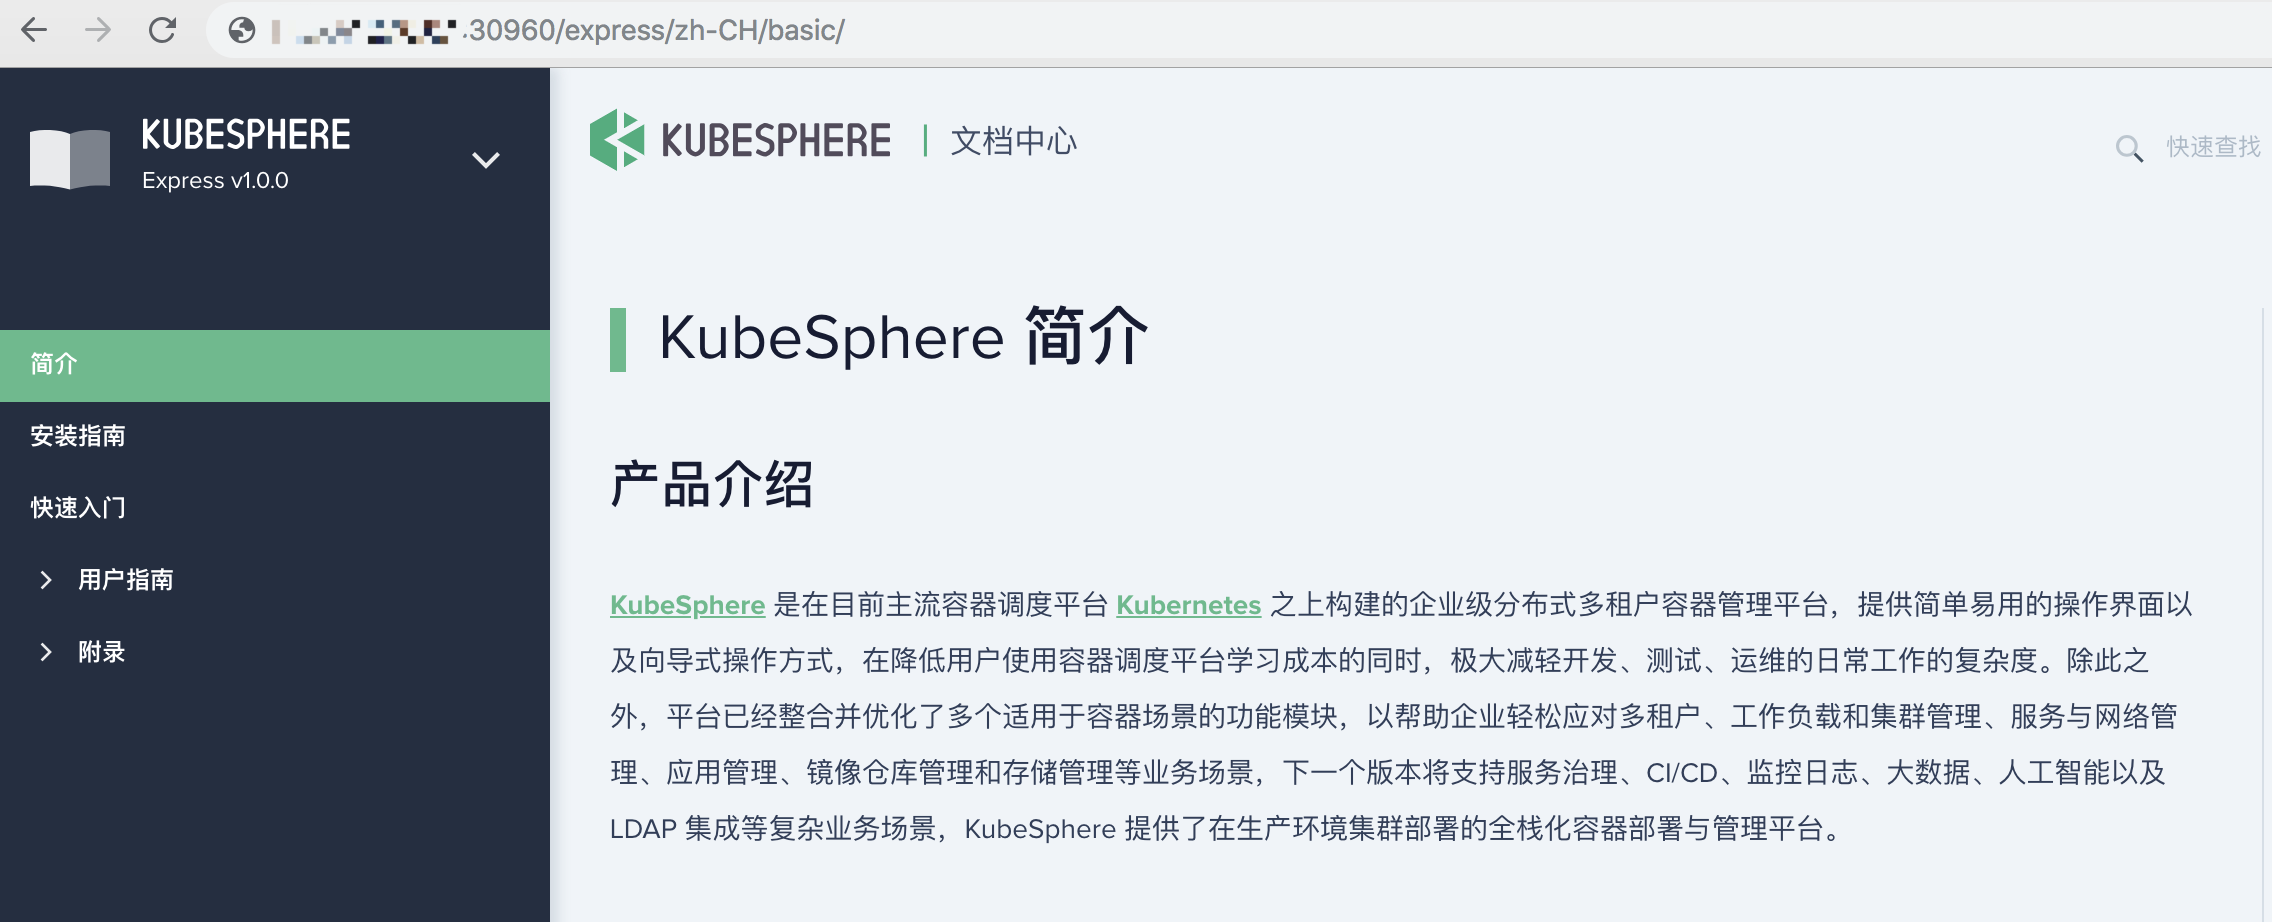 .30960/express/zh-CH/basic/
KUBESPHERE
Express v1.0.0
KUBESPHERE | 文档中心
快速查找
简介
安装指南
快速入门
用户指南
附录
KubeSphere 简介
产品介绍
KubeSphere 是在目前主流容器调度平台 Kubernetes 之上构建的企业级分布式多租户容器管理平台，提供简单易用的操作界面以
及向导式操作方式，在降低用户使用容器调度平台学习成本的同时，极大减轻开发、测试、运维的日常工作的复杂度。除此之
外，平台已经整合并优化了多个适用于容器场景的功能模块，以帮助企业轻松应对多租户、工作负载和集群管理、服务与网络管
理、应用管理、镜像仓库管理和存储管理等业务场景，下一个版本将支持服务治理、CI/CD、监控日志、大数据、人工智能以及
LDAP 集成等复杂业务场景，KubeSphere 提供了在生产环境集群部署的全栈化容器部署与管理平台。